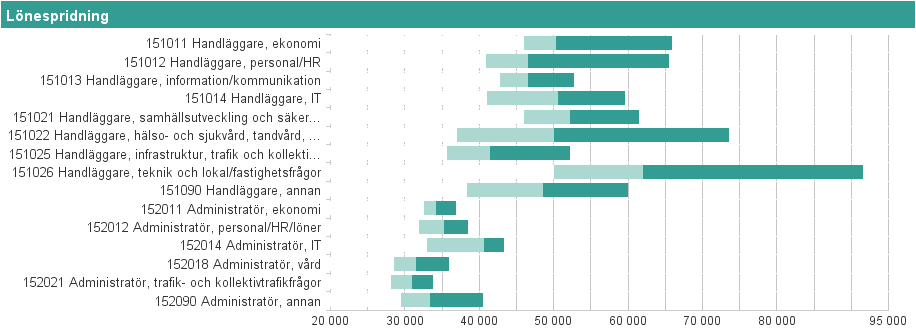 Lönespridning
151011 Handläggare, ekonomi
151012 Handläggare, personal/HR
151013 Handläggare, information/kommunikation
151014 Handläggare, IT
151021 Handläggare, samhällsutveckling och säker...
151022 Handläggare, hälso- och sjukvård, tandvård, ...
151025 Handläggare, infrastruktur, trafik och kollekti...
151026 Handläggare, teknik och lokal/fastighetsfrågor
151090 Handläggare, annan
152011 Administratör, ekonomi
152012 Administratör, personal/HR/löner
152014 Administratör, IT
152018 Administratör, vård
152021 Administratör, trafik- och kollektivtrafikfrågor
152090 Administratör, annan
20 000 30 000 40 000 50 000 60 000 70 000 80 000 95 000